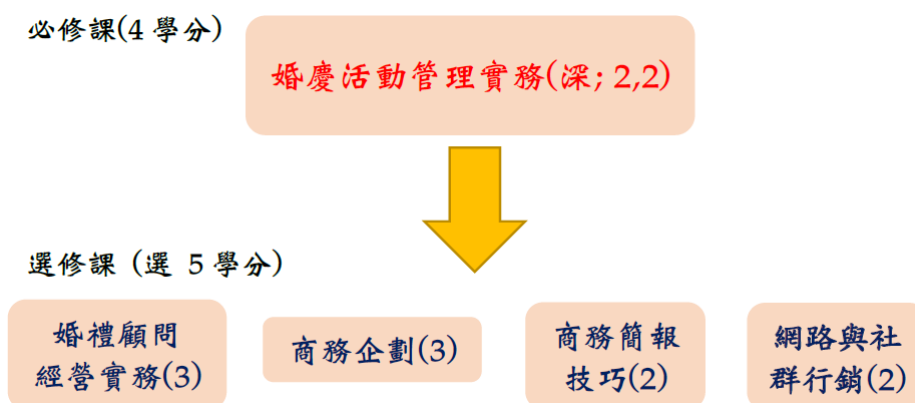 必修課(4 學分)
婚慶活動管理實務(深; 2,2)
選修課 (選 5 學分)
婚禮顧問
經營實務(3)
商務企劃(3)
商務簡報
技巧(2)
網路與社
群行銷(2)